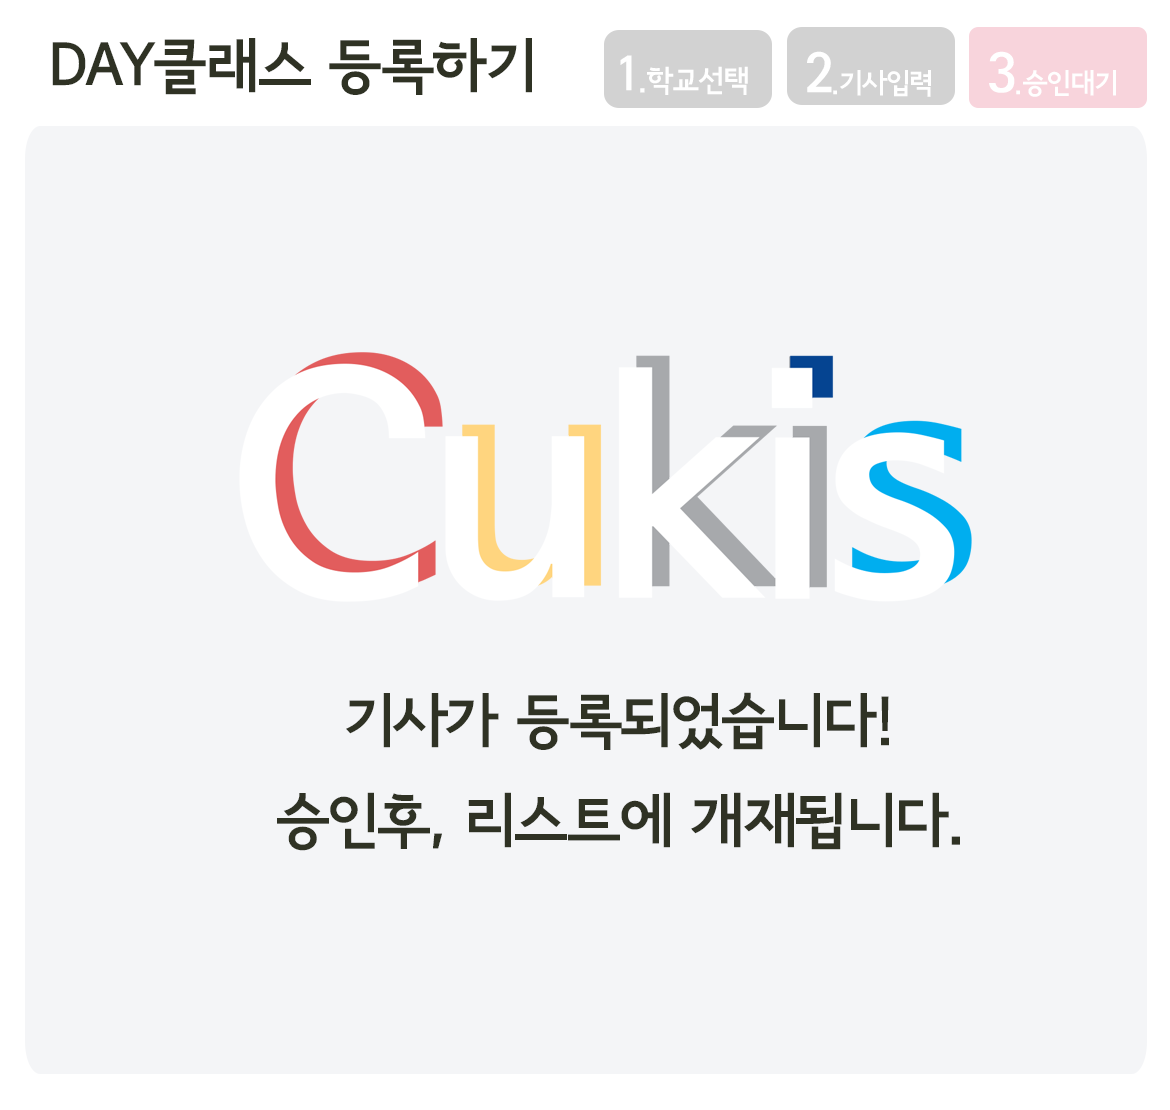 DAY클래스 등록하기
1.학교선택
2.기사입력
3.승인대기
Cukis
기사가 등록되었습니다!
승인후, 리스트에 개재됩니다.